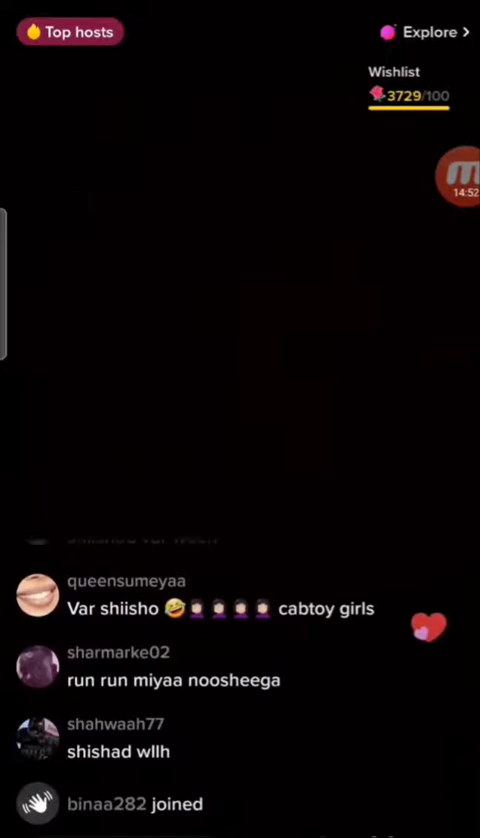 Top hosts
Explore >
Wishlist
3729/100
14:52
queensumeyaa
Var shiisho 🤣🤦🏻‍♀️🤦🏻‍♀️🤦🏻‍♀️🤦🏻‍♀️ cabtoy girls
sharmarke02
run run miyaa noosheega
shahwaah77
shishad wllh
binaa282 joined